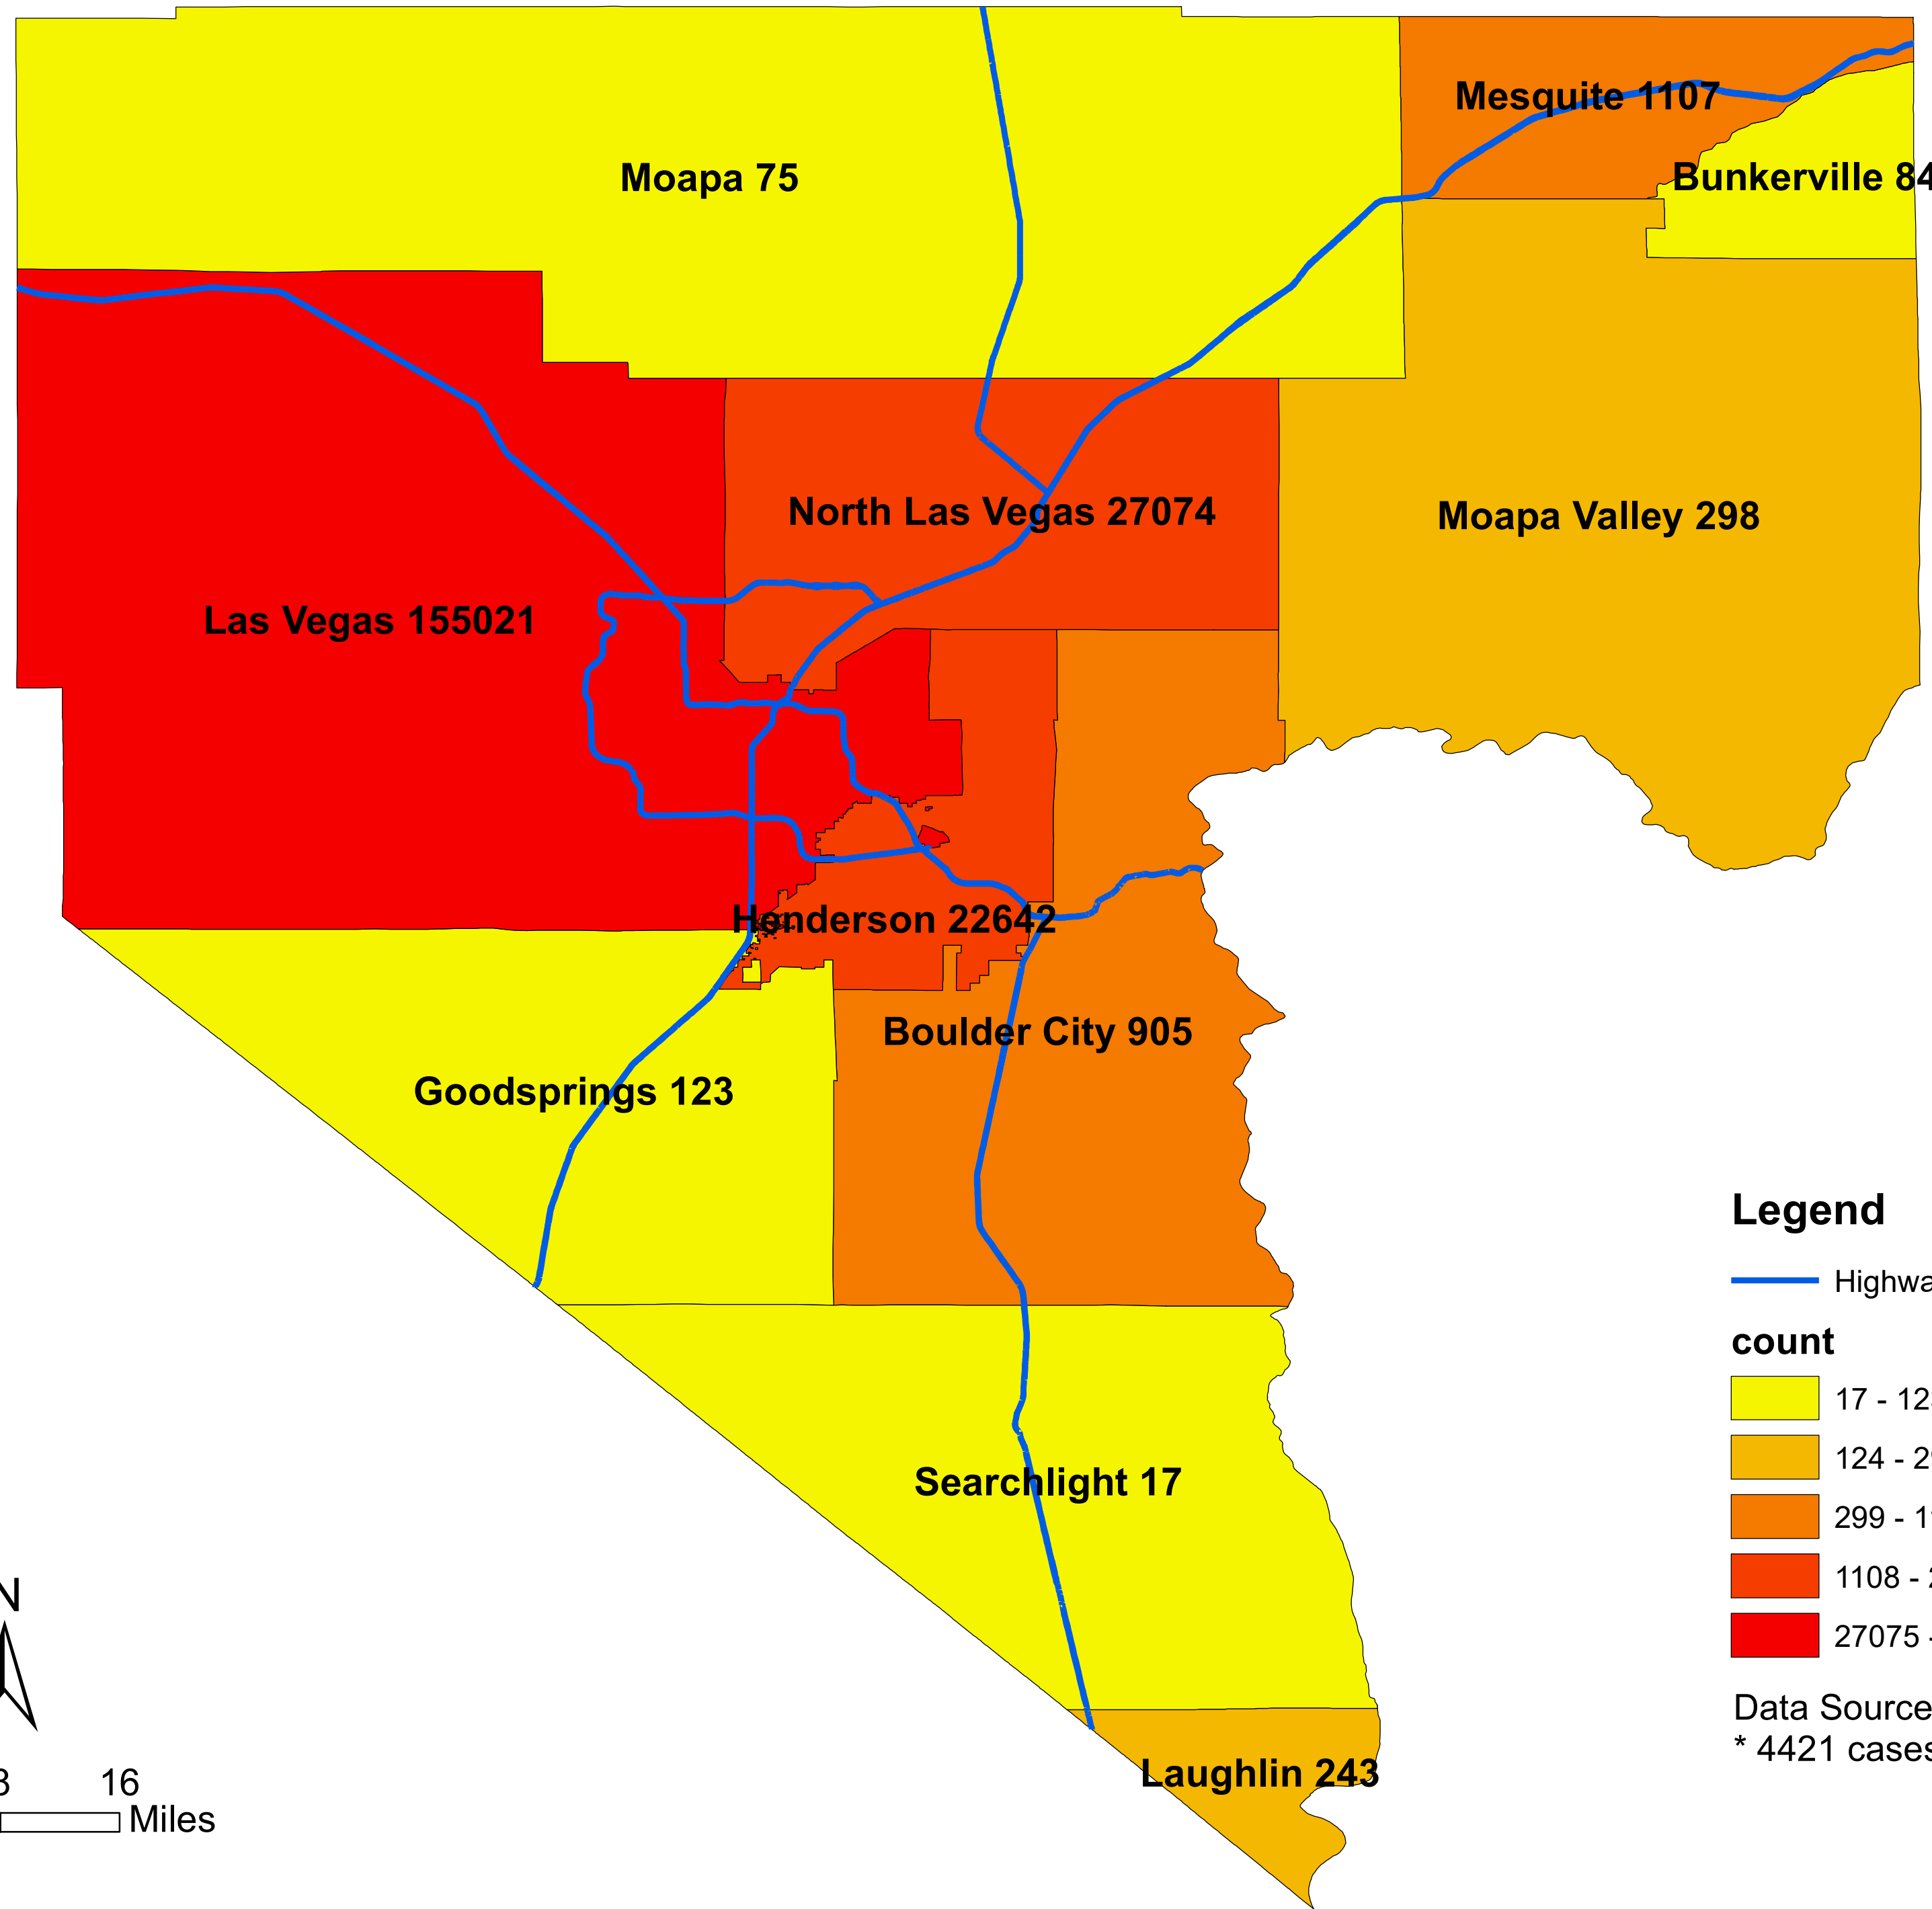 Mesquite 1107
Moapa 75
Bunkerville 84
North Las Vegas 27074
Moapa Valley 298
Las Vegas 155021
Henderson 22642
Boulder City 905
Goodsprings 123
Legend
count
17 - 12
124 - 2
299 - 1
Searchlight 17
1108 - 2
N
27075 -
Data Source
* 4421 cases
Laughlin 243
16
Miles